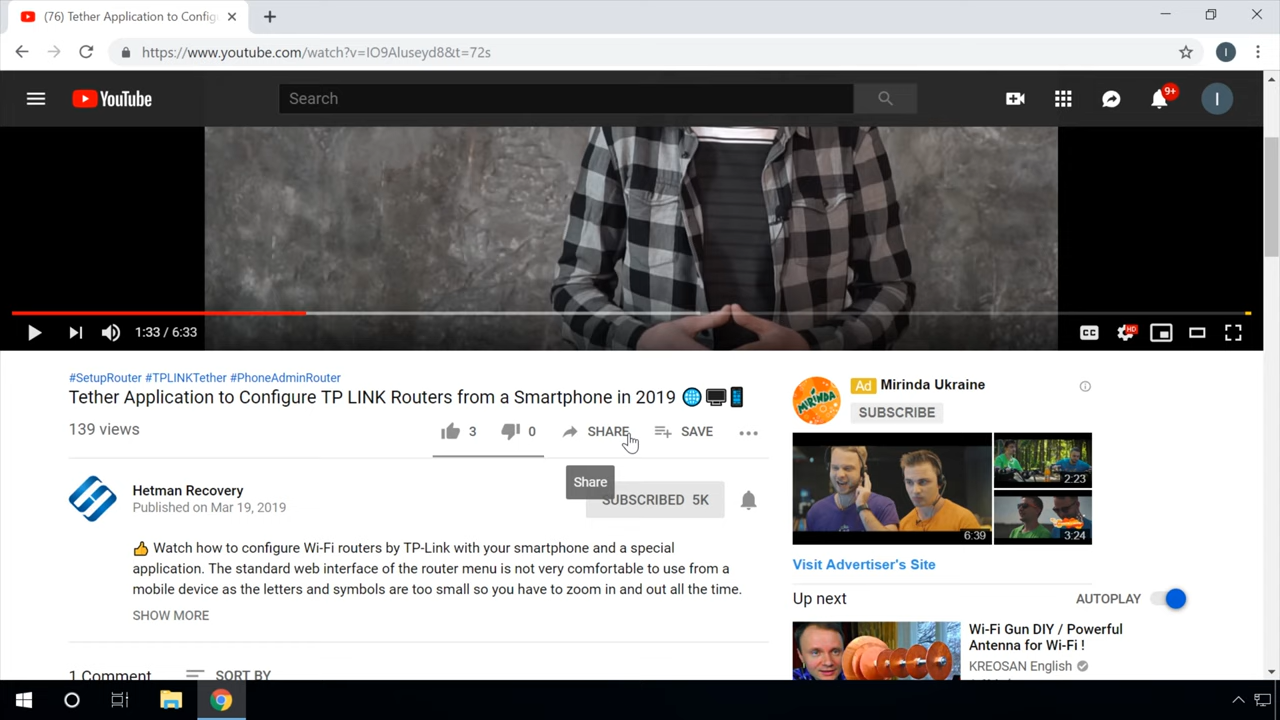 (76) Tether Application to Config
https://www.youtube.com/watch?v=IO9Aluseyd8&t=72s
YouTube
Search
9+
I
I
1:33 / 6:33
CC
HD
#SetupRouter #TPLINKTether #PhoneAdminRouter
Tether Application to Configure TP LINK Routers from a Smartphone in 2019
139 views
3
0
SHARE
SAVE
Share
Hetman Recovery
Published on Mar 19, 2019
SUBSCRIBED 5K
👍 Watch how to configure Wi-Fi routers by TP-Link with your smartphone and a special
application. The standard web interface of the router menu is not very comfortable to use from a
mobile device as the letters and symbols are too small so you have to zoom in and out all the time.
SHOW MORE
1 Comment
SORT BY
MIRINDA
Ad Mirinda Ukraine
SUBSCRIBE
6:39
2:23
3:24
Visit Advertiser's Site
Up next
AUTOPLAY
Wi-Fi Gun DIY / Powerful
Antenna for Wi-Fi !
KREOSAN English